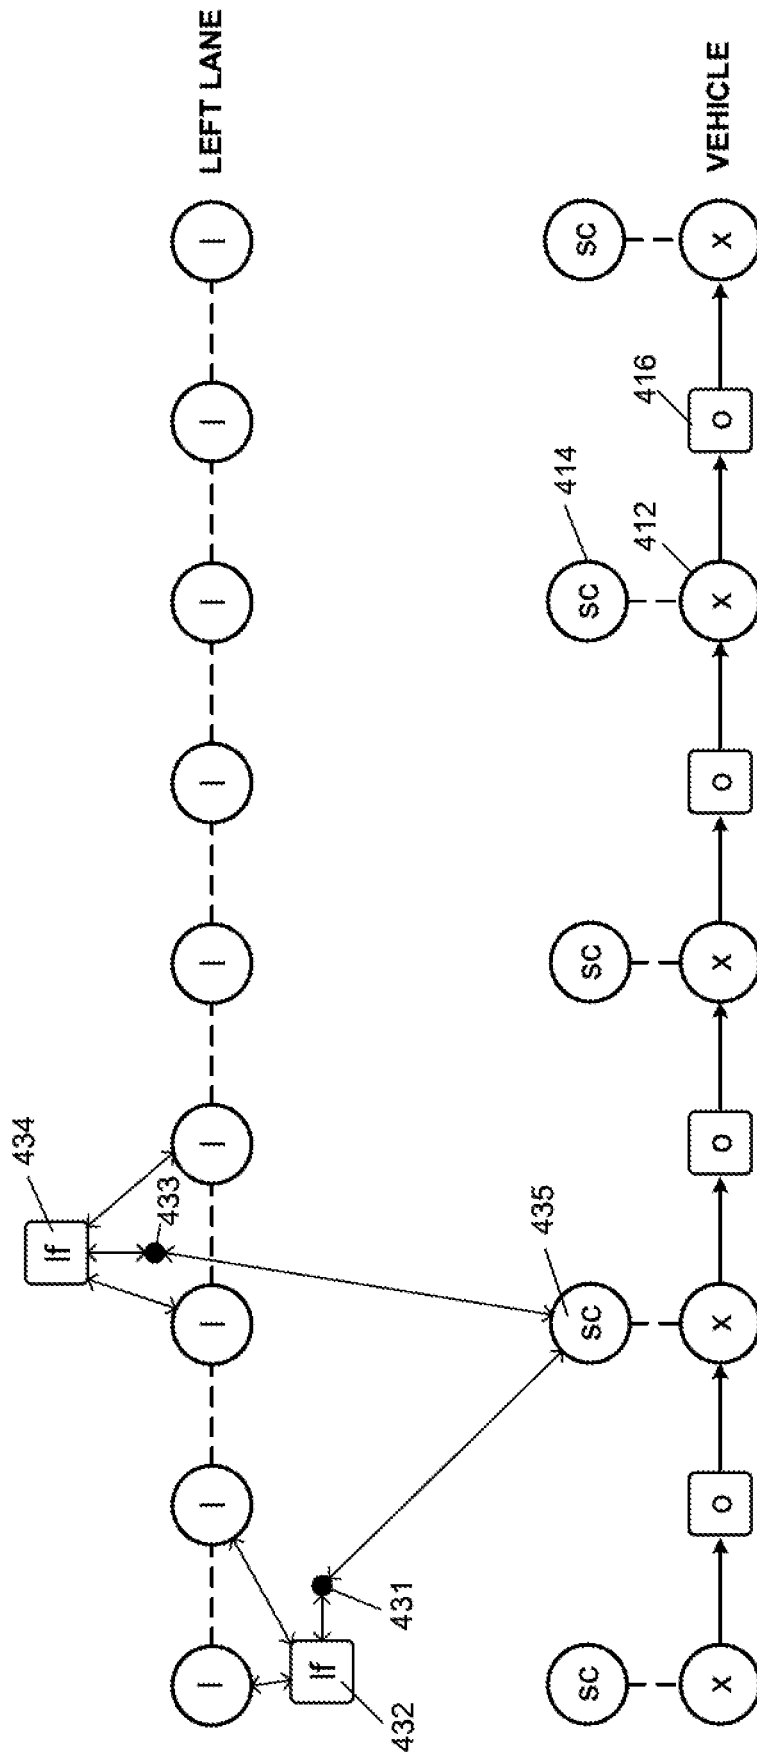 434
lf
433
l l l l l l l l l LEFT LANE
lf
432 431
435 414
sc sc sc sc sc
412 416
x o x o x o x o x VEHICLE